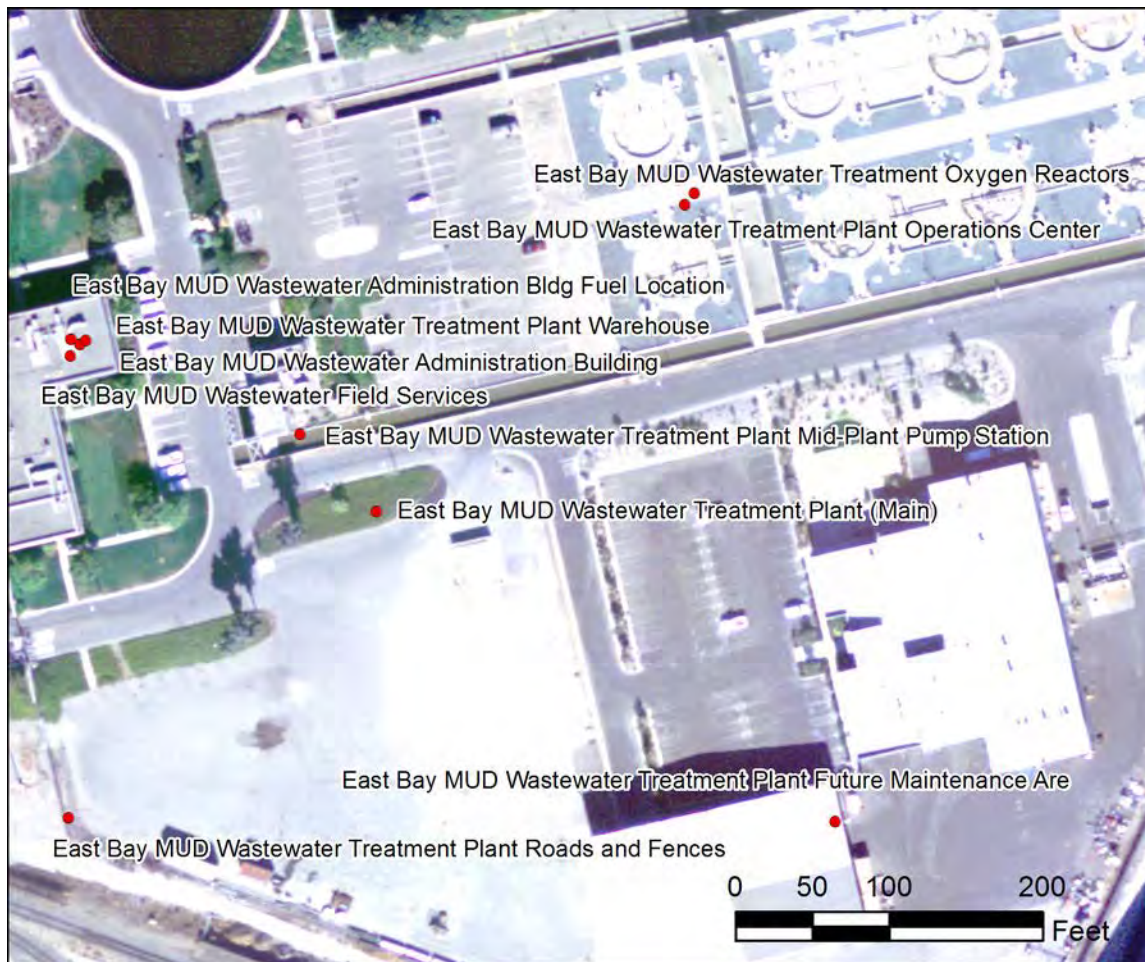 East Bay MUD Wastewater Treatment Oxygen Reactors
East Bay MUD Wastewater Treatment Plant Operations Center
East Bay MUD Wastewater Administration Bldg Fuel Location
East Bay MUD Wastewater Treatment Plant Warehouse
East Bay MUD Wastewater Administration Building
East Bay MUD Wastewater Field Services
East Bay MUD Wastewater Treatment Plant Mid-Plant Pump Station
East Bay MUD Wastewater Treatment Plant (Main)
East Bay MUD Wastewater Treatment Plant Future Maintenance Are
East Bay MUD Wastewater Treatment Plant Roads and Fences
0 50 100 200
Feet